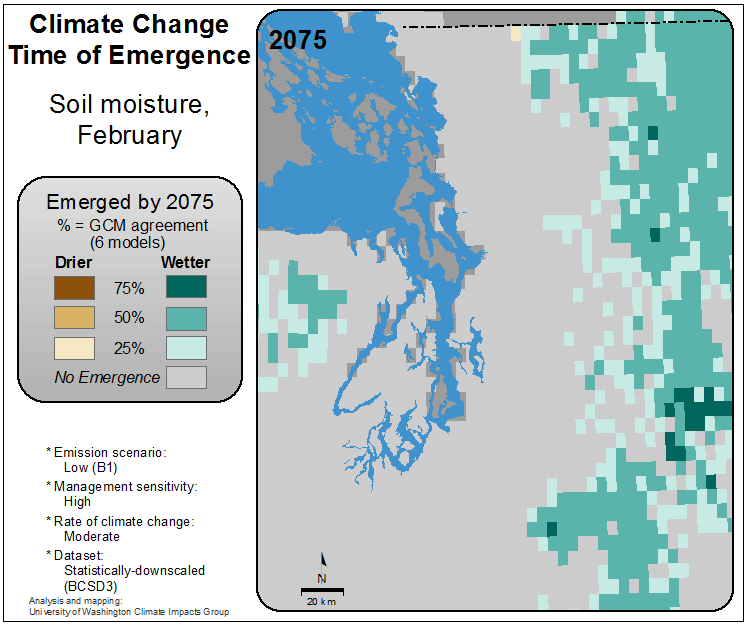 Climate Change
Time of Emergence
Soil moisture,
February
Emerged by 2075
% = GCM agreement
(6 models)
Drier Wetter
75%
50%
25%
No Emergence
* Emission scenario:
Low (B1)
* Management sensitivity:
High
* Rate of climate change:
Moderate
* Dataset:
Statistically-downscaled
(BCSD3)
Analysis and mapping:
University of Washington Climate Impacts Group
2075
N
20 km